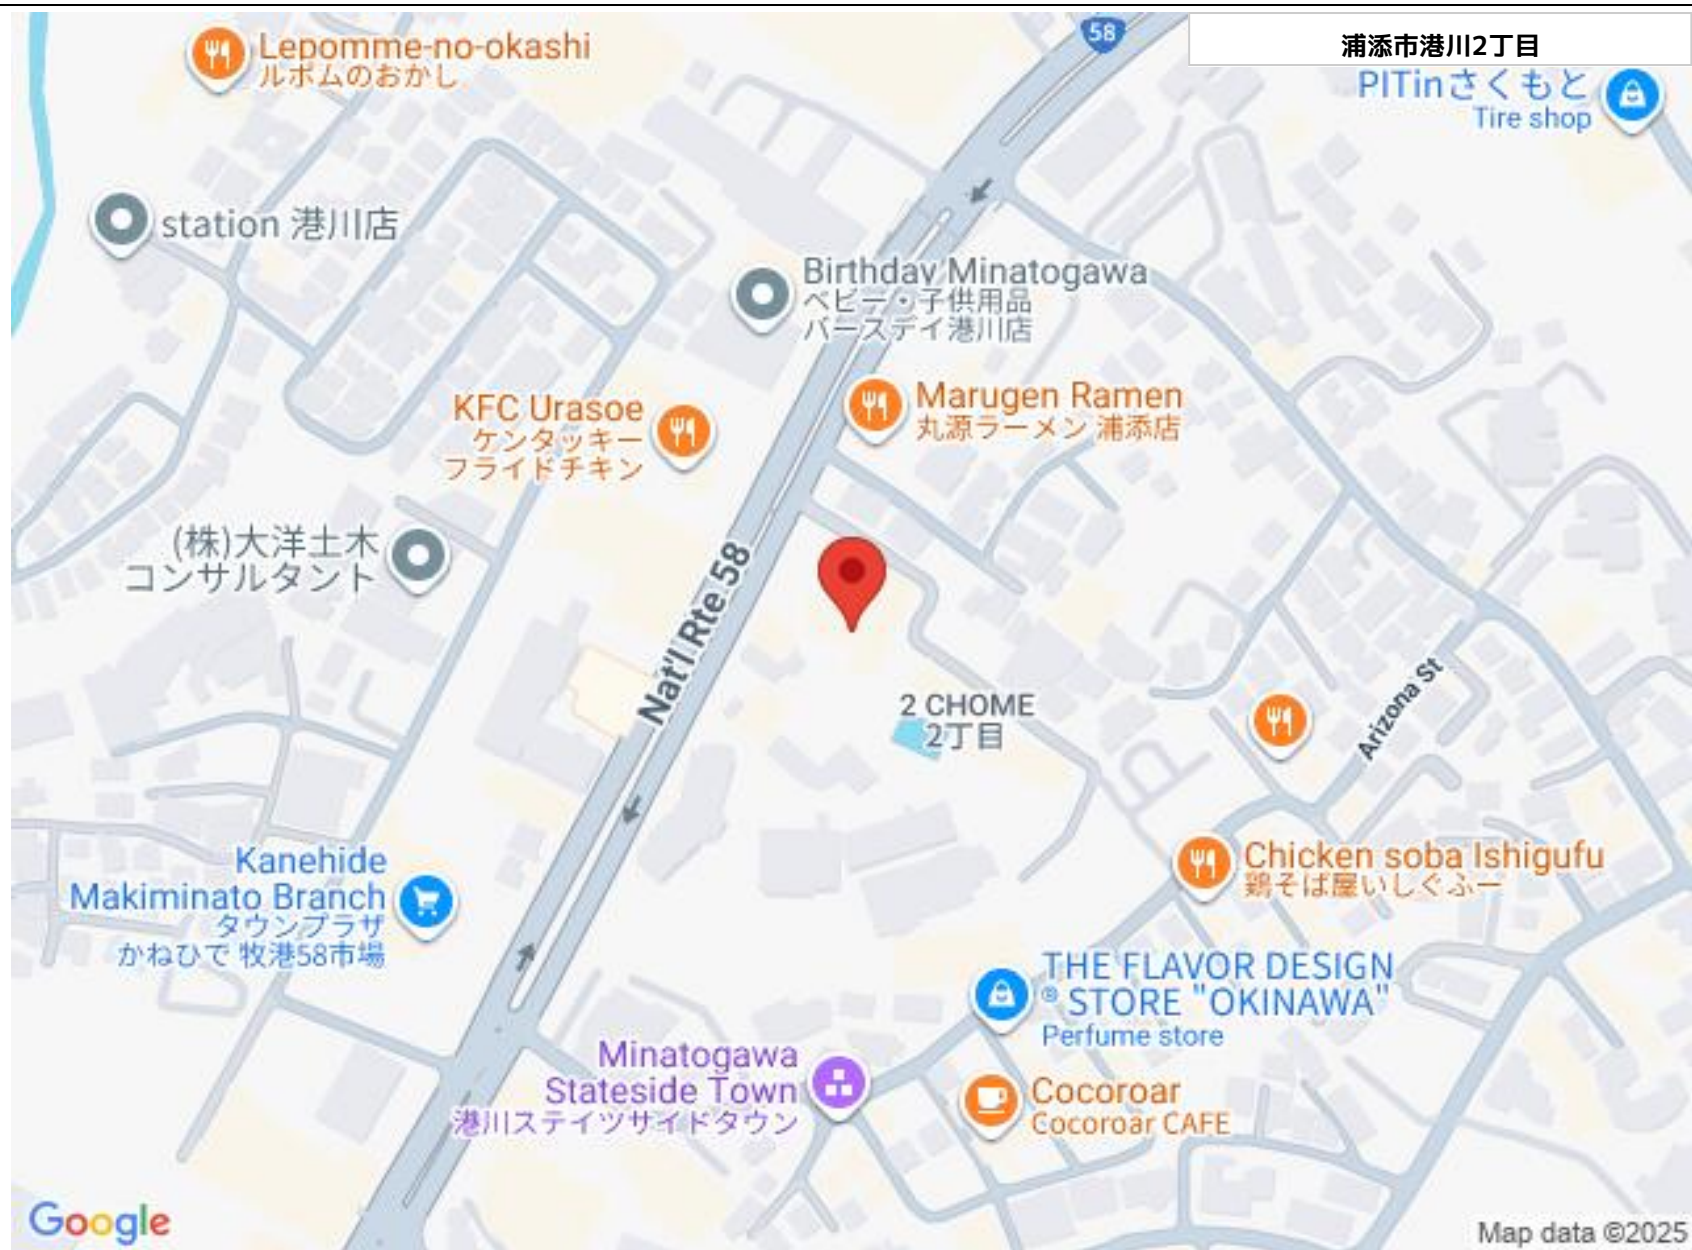 58
浦添市港川2丁目
Lepomme-no-okashi
ルポムのおかし
PITinさくもと
Tire shop
station 港川店
Birthday Minatogawa
ベビー・子供用品
バースデイ港川店
KFC Urasoe
ケンタッキー
フライドチキン
Marugen Ramen
丸源ラーメン 浦添店
(株)大洋土木
コンサルタント
Nat'l Rte 58
2 CHOME
2丁目
Arizona St
Kanehide
Makiminato Branch
タウンプラザ
かねひで 牧港58市場
Chicken soba Ishigufu
鶏そば屋いしぐふー
THE FLAVOR DESIGN
® STORE "OKINAWA"
Perfume store
Minatogawa
Stateside Town
港川ステイツサイドタウン
Cocoroar
Cocoroar CAFE
Google
Map data ©2025